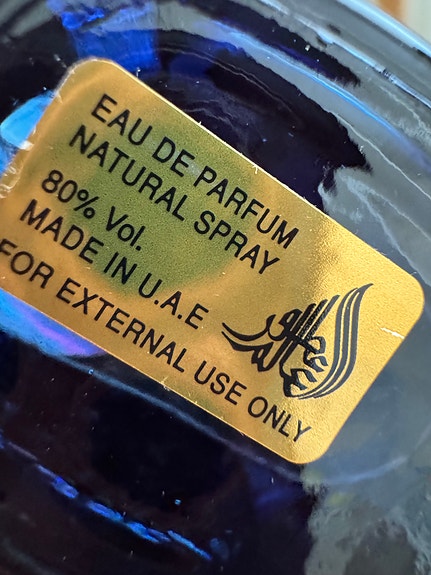 EAU DE PARFUM
NATURAL SPRAY
80% Vol.
MADE IN U.A.E
FOR EXTERNAL USE ONLY